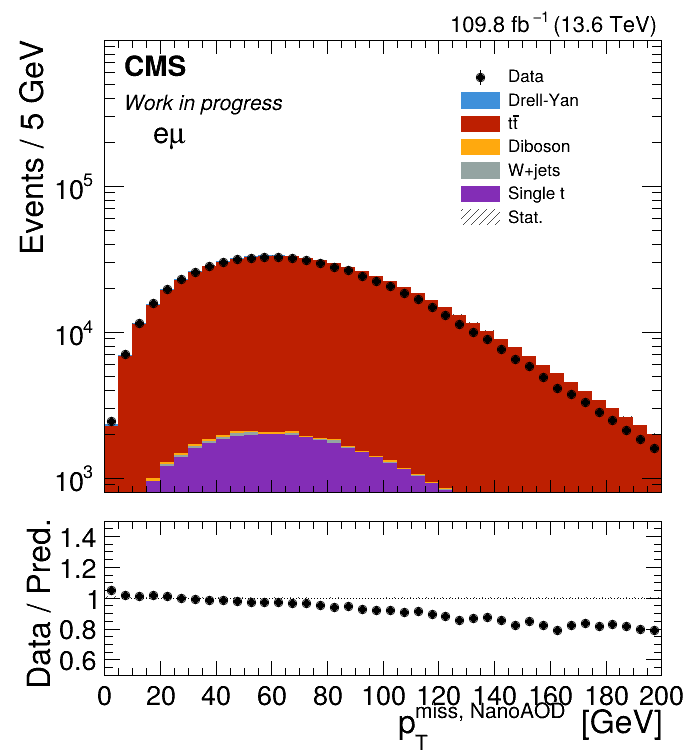 109.8 fb⁻¹ (13.6 TeV)
CMS
Work in progress
eμ
Data
Drell-Yan
tt̄
Diboson
W+jets
Single t
Stat.
Events / 5 GeV
10⁵
10⁴
10³
Data / Pred.
1.4
1.2
1
0.8
0.6
0 20 40 60 80 100 120 140 160 180 200
p_T^miss, NanoAOD [GeV]